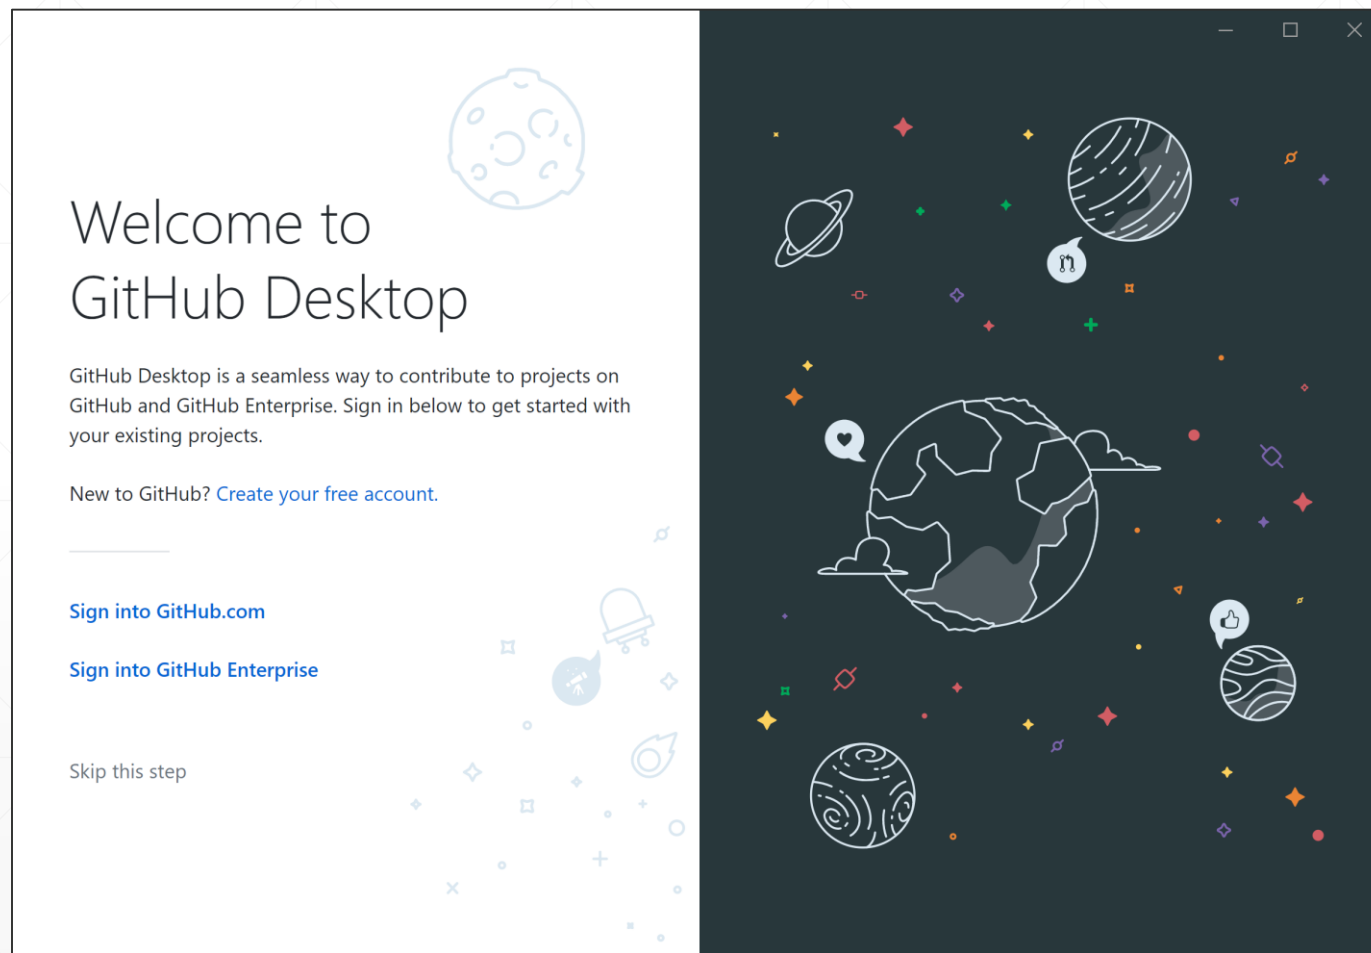 Welcome to
GitHub Desktop
GitHub Desktop is a seamless way to contribute to projects on
GitHub and GitHub Enterprise. Sign in below to get started with
your existing projects.
New to GitHub? Create your free account.
Sign into GitHub.com
Sign into GitHub Enterprise
Skip this step